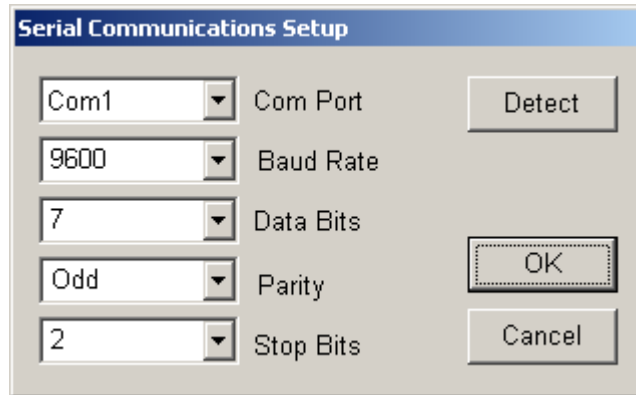 Serial Communications Setup
Com1 Com Port Detect
9600 Baud Rate
7 Data Bits
Odd Parity OK
2 Stop Bits Cancel